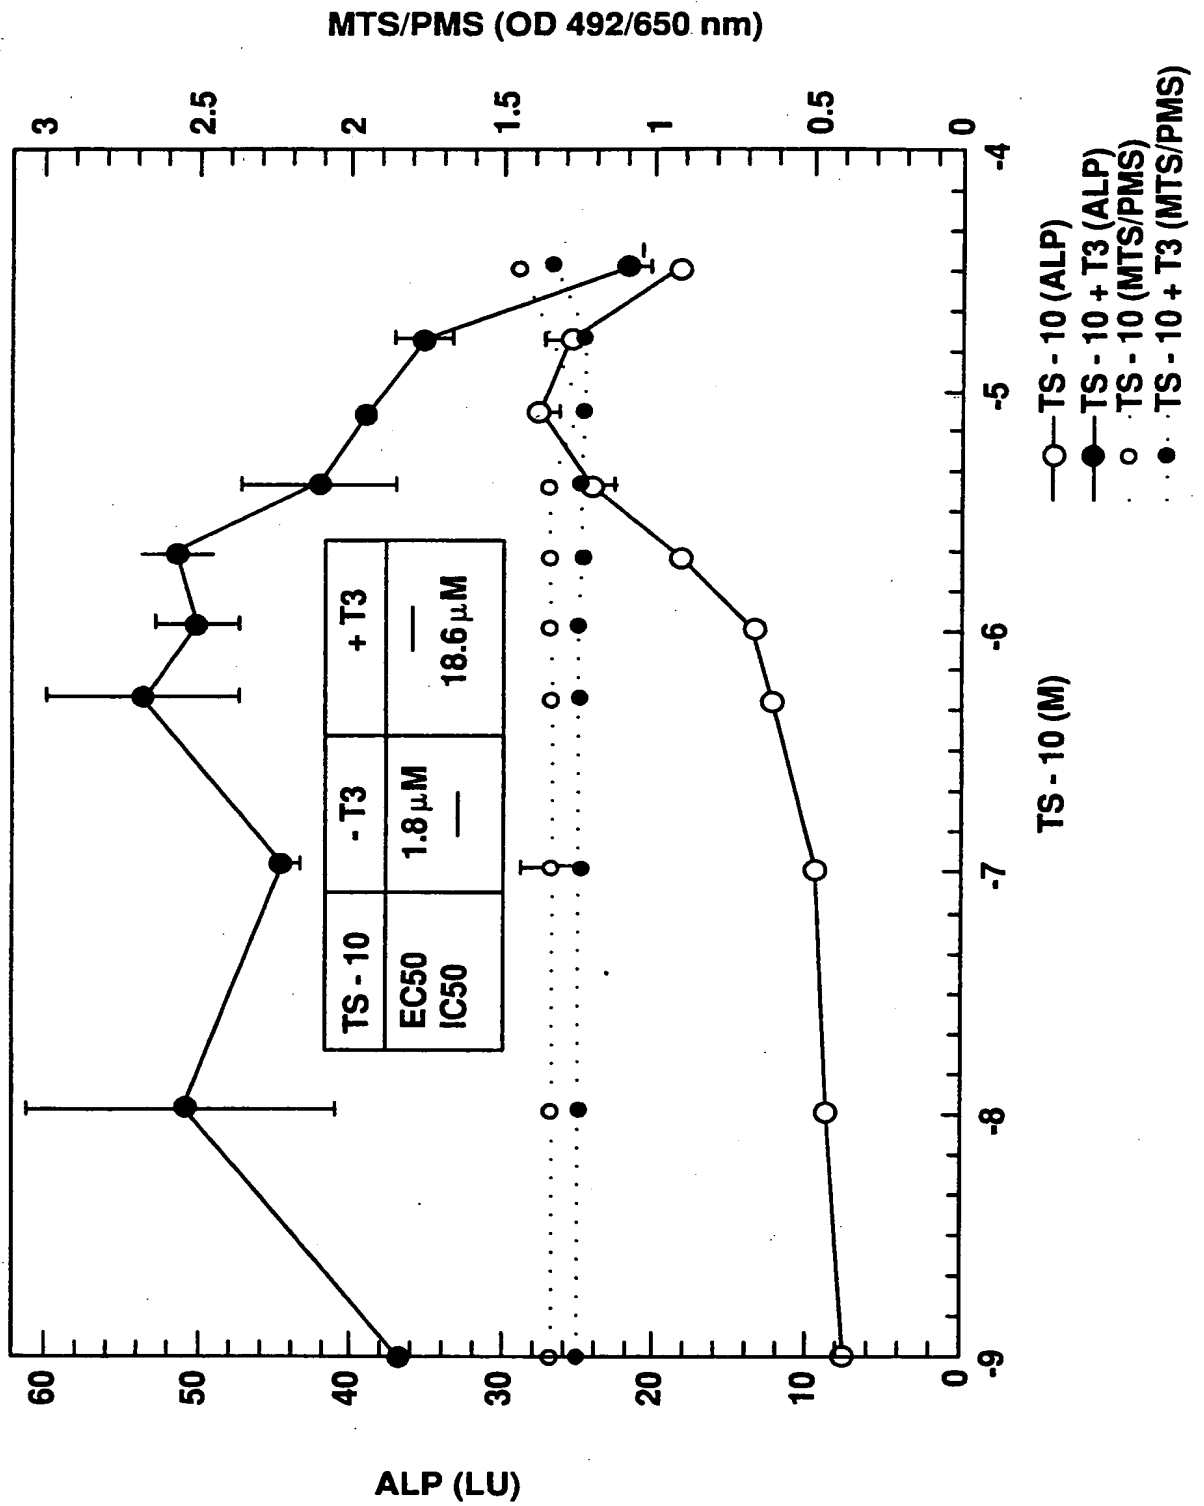 MTS/PMS (OD 492/650 nm)
3
2.5
2
1.5
1
0.5
0
60
50
40
30
20
10
0
ALP (LU)
-9
-8
-7
-6
-5
-4
TS - 10 (M)
TS - 10 - T3 + T3
EC50 1.8 μM —
IC50 — 18.6 μM
TS - 10 (ALP)
TS - 10 + T3 (ALP)
TS - 10 (MTS/PMS)
TS - 10 + T3 (MTS/PMS)